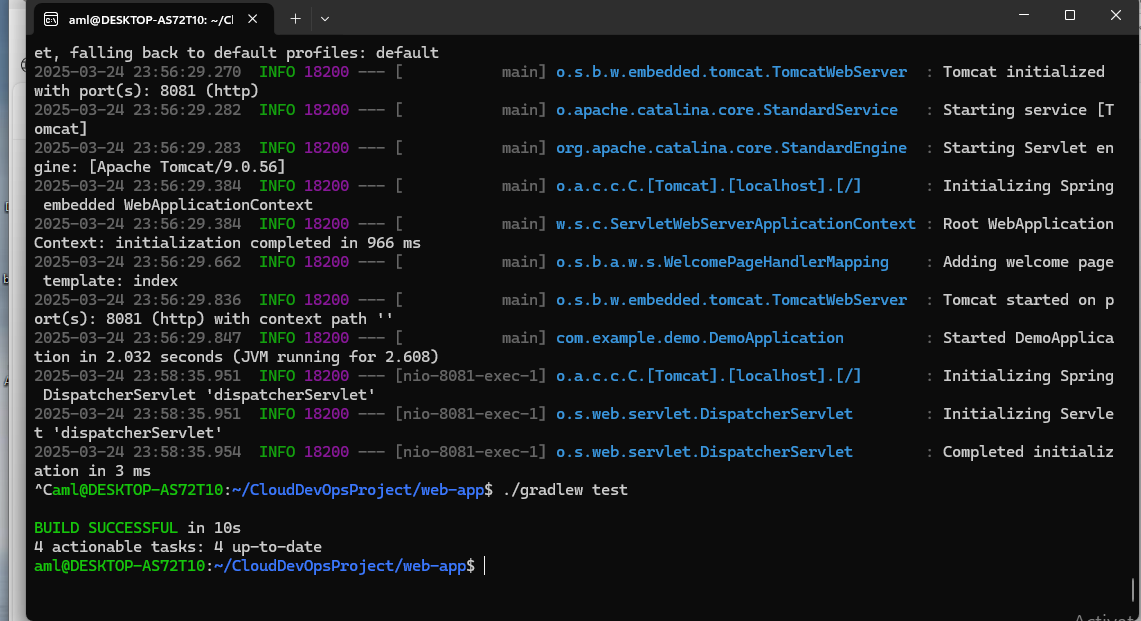 aml@DESKTOP-AS72T10: ~/Cl
et, falling back to default profiles: default
2025-03-24 23:56:29.270  INFO 18200 --- [           main] o.s.b.w.embedded.tomcat.TomcatWebServer  : Tomcat initialized
with port(s): 8081 (http)
2025-03-24 23:56:29.282  INFO 18200 --- [           main] o.apache.catalina.core.StandardService   : Starting service [T
omcat]
2025-03-24 23:56:29.283  INFO 18200 --- [           main] org.apache.catalina.core.StandardEngine  : Starting Servlet en
gine: [Apache Tomcat/9.0.56]
2025-03-24 23:56:29.384  INFO 18200 --- [           main] o.a.c.c.C.[Tomcat].[localhost].[/]       : Initializing Spring
 embedded WebApplicationContext
2025-03-24 23:56:29.384  INFO 18200 --- [           main] w.s.c.ServletWebServerApplicationContext : Root WebApplication
Context: initialization completed in 966 ms
2025-03-24 23:56:29.662  INFO 18200 --- [           main] o.s.b.a.w.s.WelcomePageHandlerMapping    : Adding welcome page
 template: index
2025-03-24 23:56:29.836  INFO 18200 --- [           main] o.s.b.w.embedded.tomcat.TomcatWebServer  : Tomcat started on p
ort(s): 8081 (http) with context path ''
2025-03-24 23:56:29.847  INFO 18200 --- [           main] com.example.demo.DemoApplication         : Started DemoApplica
tion in 2.032 seconds (JVM running for 2.608)
2025-03-24 23:58:35.951  INFO 18200 --- [nio-8081-exec-1] o.a.c.c.C.[Tomcat].[localhost].[/]       : Initializing Spring
 DispatcherServlet 'dispatcherServlet'
2025-03-24 23:58:35.951  INFO 18200 --- [nio-8081-exec-1] o.s.web.servlet.DispatcherServlet        : Initializing Servle
t 'dispatcherServlet'
2025-03-24 23:58:35.954  INFO 18200 --- [nio-8081-exec-1] o.s.web.servlet.DispatcherServlet        : Completed initializ
ation in 3 ms
^Caml@DESKTOP-AS72T10:~/CloudDevOpsProject/web-app$ ./gradlew test
BUILD SUCCESSFUL in 10s
4 actionable tasks: 4 up-to-date
aml@DESKTOP-AS72T10:~/CloudDevOpsProject/web-app$